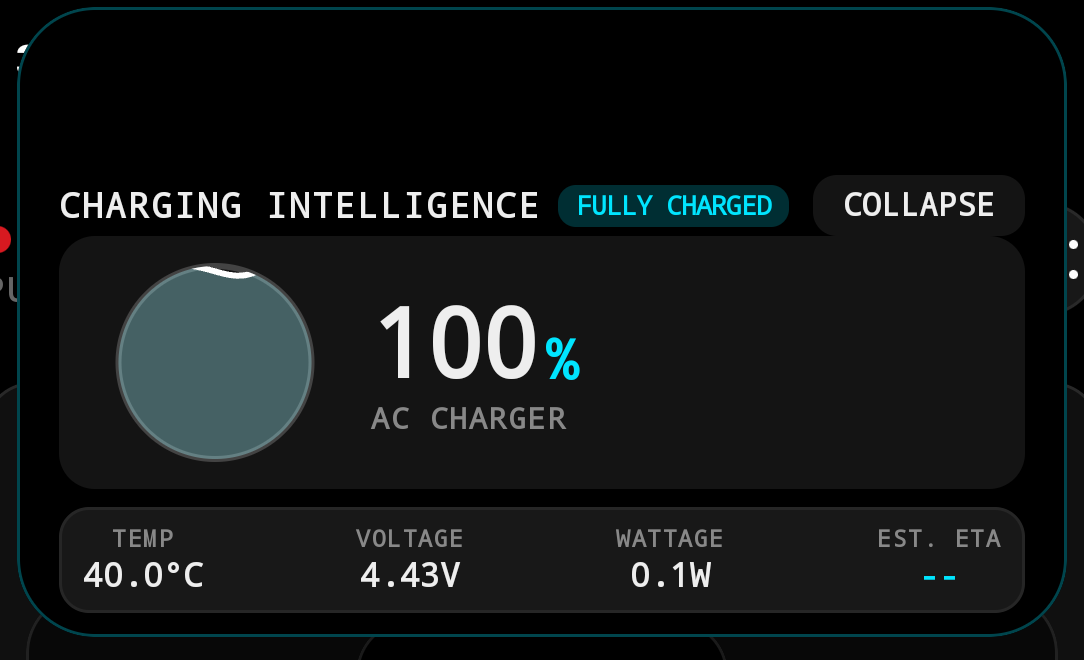 CHARGING INTELLIGENCE FULLY CHARGED COLLAPSE
100%
AC CHARGER
TEMP VOLTAGE WATTAGE EST. ETA
40.0°C 4.43V 0.1W --